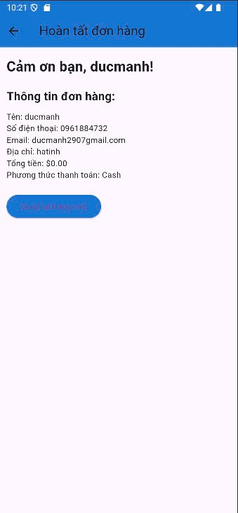 10:21
Hoàn tất đơn hàng
Cảm ơn bạn, ducmanh!
Thông tin đơn hàng:
Tên: ducmanh
Số điện thoại: 0961884732
Email: ducmanh2907gmail.com
Địa chỉ: hatinh
Tổng tiền: $0.00
Phương thức thanh toán: Cash